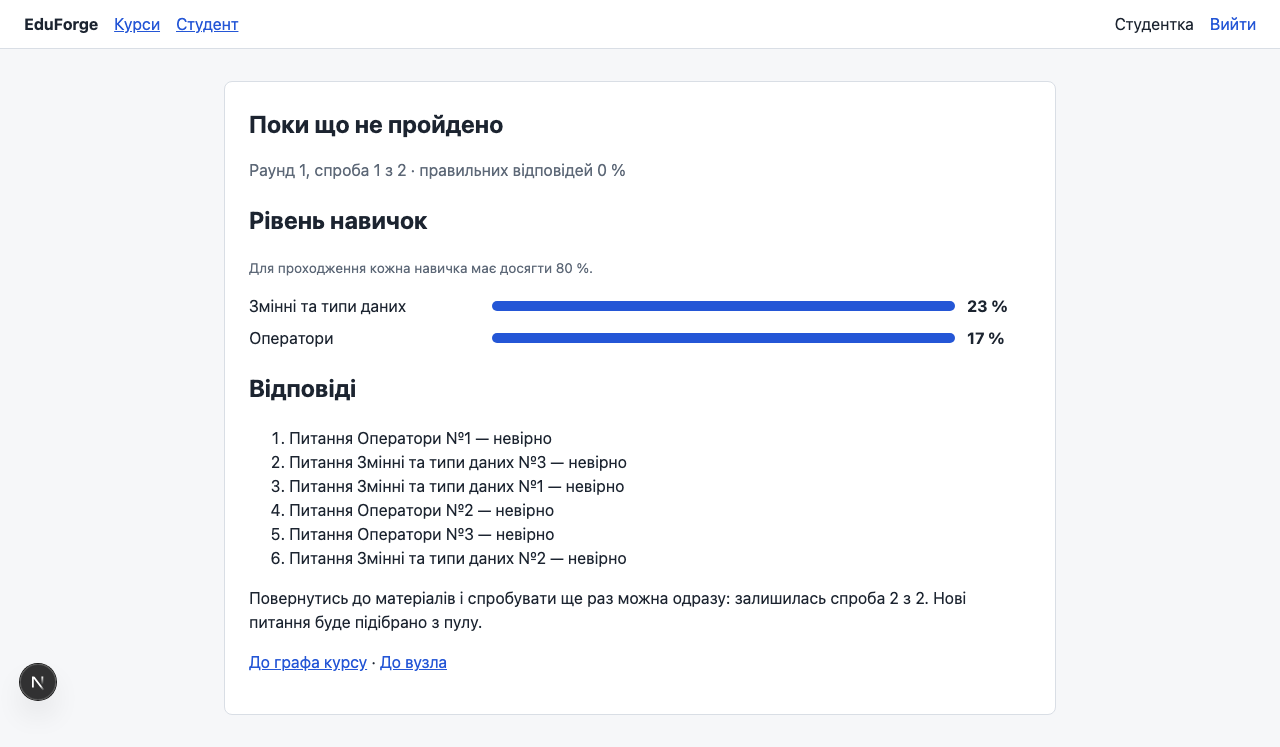 EduForge Курси Студент Студентка Вийти
Поки що не пройдено
Раунд 1, спроба 1 з 2 · правильних відповідей 0 %
Рівень навичок
Для проходження кожна навичка має досягти 80 %.
Змінні та типи даних 23 %
Оператори 17 %
Відповіді
1. Питання Оператори №1 — невірно
2. Питання Змінні та типи даних №3 — невірно
3. Питання Змінні та типи даних №1 — невірно
4. Питання Оператори №2 — невірно
5. Питання Оператори №3 — невірно
6. Питання Змінні та типи даних №2 — невірно
Повернутись до матеріалів і спробувати ще раз можна одразу: залишилась спроба 2 з 2. Нові
питання буде підібрано з пулу.
До графа курсу · До вузла
N